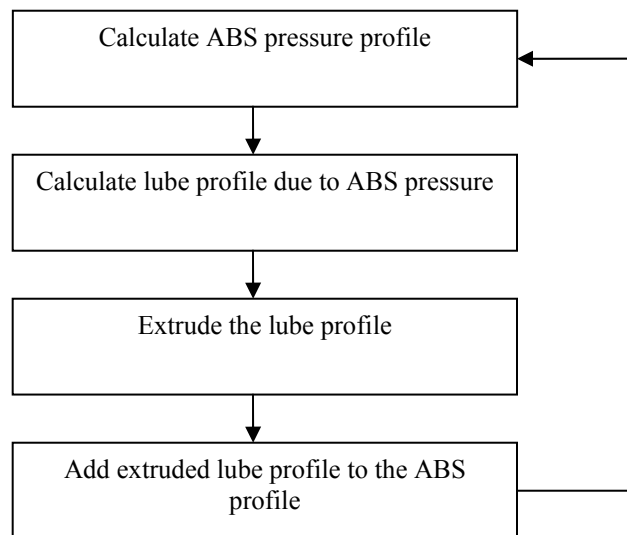 Calculate ABS pressure profile
Calculate lube profile due to ABS pressure
Extrude the lube profile
Add extruded lube profile to the ABS
profile